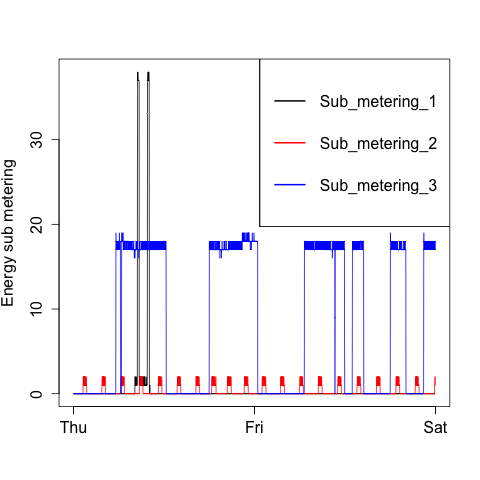 Sub_metering_1
Sub_metering_2
Sub_metering_3
Energy sub metering
30
20
10
0
Thu Fri Sat